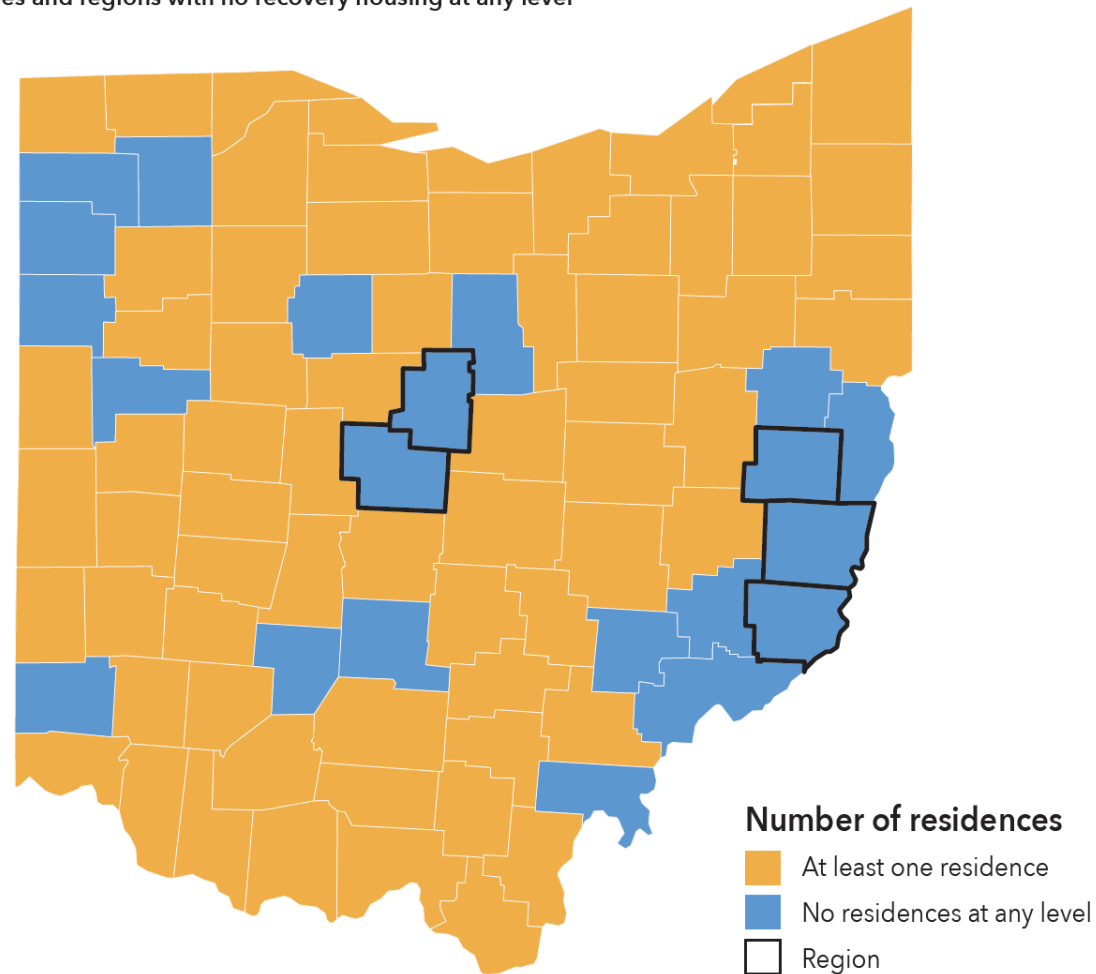 es and regions with no recovery housing at any level
Number of residences
At least one residence
No residences at any level
Region